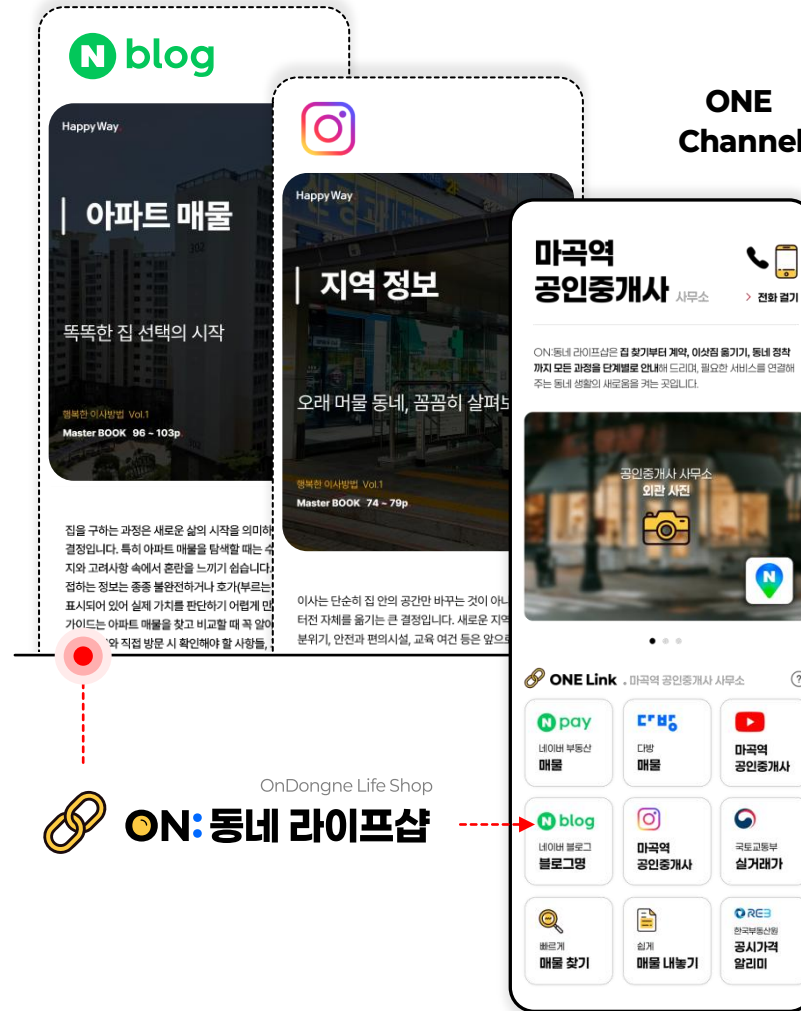 N blog
HappyWay.
아파트 매물
똑똑한 집 선택의 시작
행복한 이사방법 Vol.1
Master BOOK 96 ~ 103p.
집을 구하는 과정은 새로운 삶의 시작을 의미하
결정입니다. 특히 아파트 매물을 탐색할 때는 수
지와 고려사항 속에서 혼란을 느끼기 쉽습니다.
접하는 정보는 종종 불완전하거나 호가(부르는
표시되어 있어 실제 가치를 판단하기 어렵게 만
가이드는 아파트 매물을 찾고 비교할 때 꼭 알아
와 직접 방문 시 확인해야 할 사항들,
HappyWay.
지역 정보
오래 머물 동네, 꼼꼼히 살펴보
행복한 이사방법 Vol.1
Master BOOK 74 ~ 79p
이사는 단순히 집 안의 공간만 바꾸는 것이 아니
터전 자체를 옮기는 큰 결정입니다. 새로운 지역
분위기, 안전과 편의시설, 교육 여건 등은 앞으로
ONE
Channel
마곡역
공인중개사 사무소
> 전화 걸기
ON:동네 라이프샵은 집 찾기부터 계약, 이삿짐 옮기기, 동네 정착
까지 모든 과정을 단계별로 안내해 드리며, 필요한 서비스를 연결해
주는 동네 생활의 새로움을 켜는 곳입니다.
공인중개사 사무소
외관 사진
N
ONE Link . 마곡역 공인중개사 사무소
?
N pay
네이버 부동산
매물
다방
다방
매물
마곡역
공인중개사
N blog
네이버 블로그
블로그명
마곡역
공인중개사
국토교통부
실거래가
빠르게
매물 찾기
쉽게
매물 내놓기
REB
한국부동산원
공시가격
알리미
OnDongne Life Shop
ON:동네 라이프샵